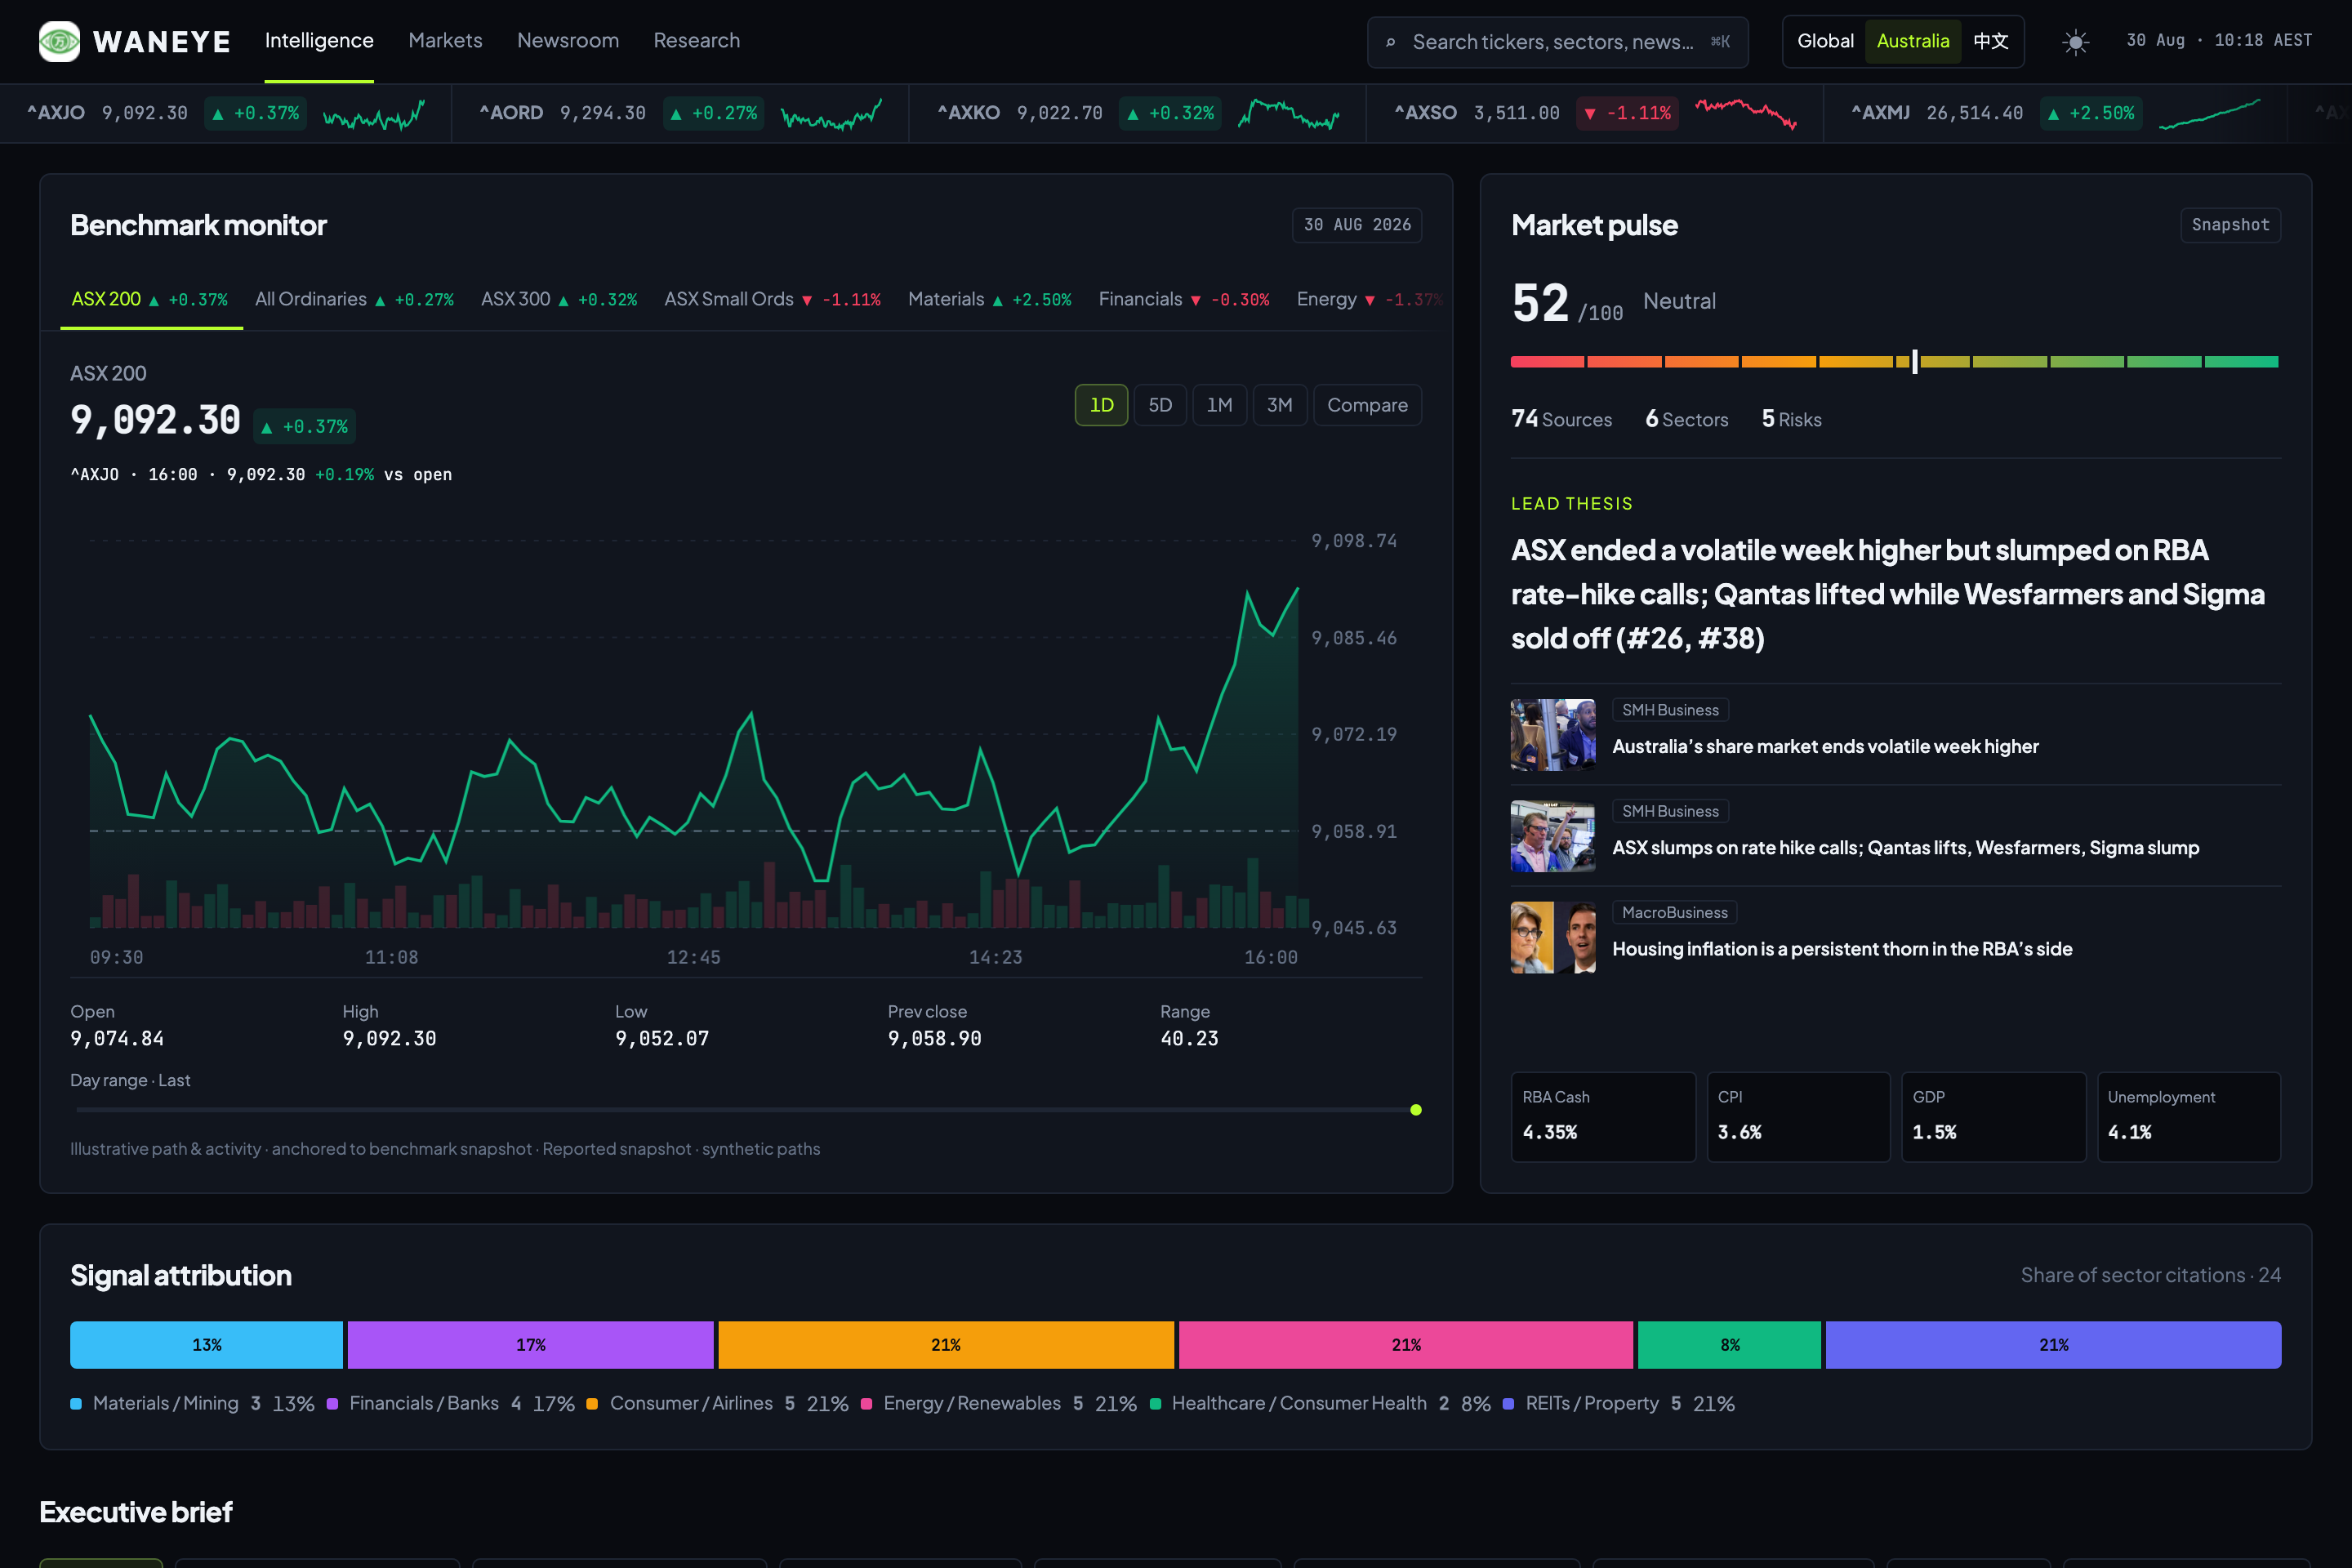 WANEYE Intelligence Markets Newsroom Research Search tickers, sectors, news... ⌘K Global Australia 中文 30 Aug · 10:18 AEST
^AXJO 9,092.30 ▲ +0.37% ^AORD 9,294.30 ▲ +0.27% ^AXKO 9,022.70 ▲ +0.32% ^AXSO 3,511.00 ▼ -1.11% ^AXMJ 26,514.40 ▲ +2.50%
Benchmark monitor 30 AUG 2026
ASX 200 ▲ +0.37% All Ordinaries ▲ +0.27% ASX 300 ▲ +0.32% ASX Small Ords ▼ -1.11% Materials ▲ +2.50% Financials ▼ -0.30% Energy ▼ -1.37%
ASX 200
9,092.30 ▲ +0.37%
1D 5D 1M 3M Compare
^AXJO · 16:00 · 9,092.30 +0.19% vs open
9,098.74
9,085.46
9,072.19
9,058.91
9,045.63
09:30 11:08 12:45 14:23 16:00
Open High Low Prev close Range
9,074.84 9,092.30 9,052.07 9,058.90 40.23
Day range · Last
Illustrative path & activity · anchored to benchmark snapshot · Reported snapshot · synthetic paths
Market pulse Snapshot
52 /100 Neutral
74 Sources 6 Sectors 5 Risks
LEAD THESIS
ASX ended a volatile week higher but slumped on RBA
rate-hike calls; Qantas lifted while Wesfarmers and Sigma
sold off (#26, #38)
SMH Business
Australia’s share market ends volatile week higher
SMH Business
ASX slumps on rate hike calls; Qantas lifts, Wesfarmers, Sigma slump
MacroBusiness
Housing inflation is a persistent thorn in the RBA’s side
RBA Cash CPI GDP Unemployment
4.35% 3.6% 1.5% 4.1%
Signal attribution Share of sector citations · 24
13% 17% 21% 21% 8% 21%
Materials / Mining 3 13% Financials / Banks 4 17% Consumer / Airlines 5 21% Energy / Renewables 5 21% Healthcare / Consumer Health 2 8% REITs / Property 5 21%
Executive brief